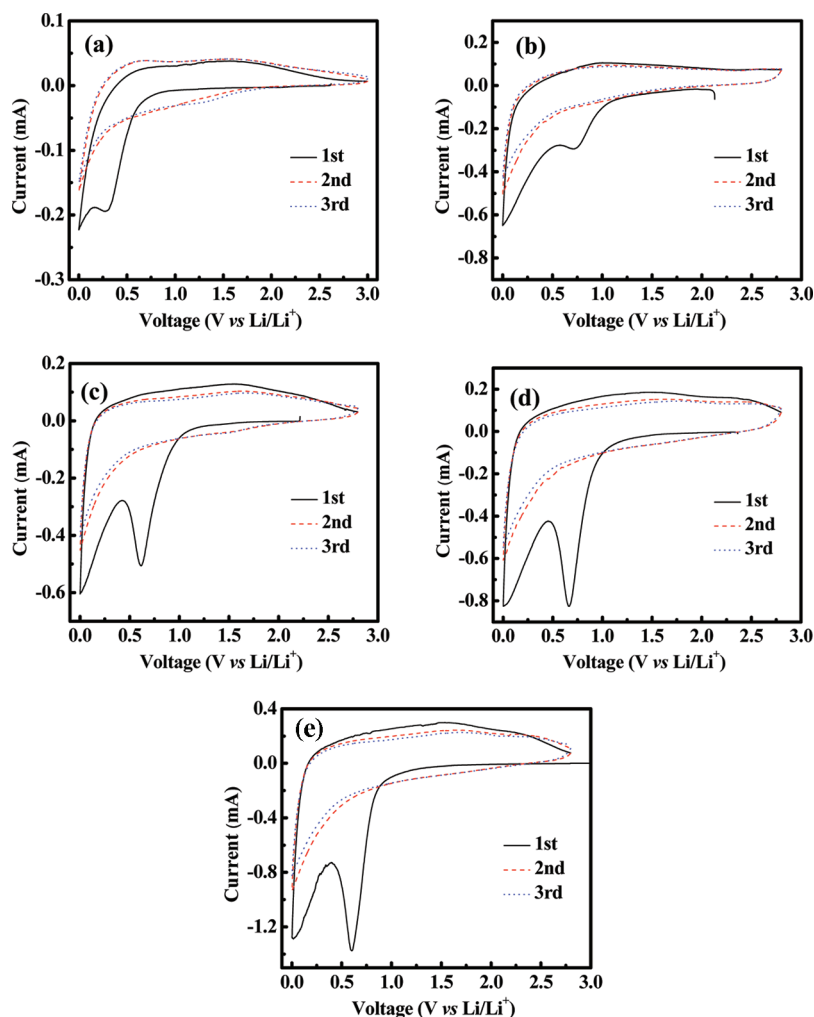 (a)
0.1
0.0
-0.1
-0.2
-0.3
Current (mA)
1st
2nd
3rd
0.0 0.5 1.0 1.5 2.0 2.5 3.0
Voltage (V vs Li/Li+)
(b)
0.4
0.2
0.0
-0.2
-0.4
-0.6
-0.8
Current (mA)
1st
2nd
3rd
0.0 0.5 1.0 1.5 2.0 2.5 3.0
Voltage (V vs Li/Li+)
(c)
0.2
0.0
-0.2
-0.4
-0.6
Current (mA)
1st
2nd
3rd
0.0 0.5 1.0 1.5 2.0 2.5 3.0
Voltage (V vs Li/Li+)
(d)
0.2
0.0
-0.2
-0.4
-0.6
-0.8
Current (mA)
1st
2nd
3rd
0.0 0.5 1.0 1.5 2.0 2.5 3.0
Voltage (V vs Li/Li+)
(e)
0.4
0.0
-0.4
-0.8
-1.2
Current (mA)
1st
2nd
3rd
0.0 0.5 1.0 1.5 2.0 2.5 3.0
Voltage (V vs Li/Li+)